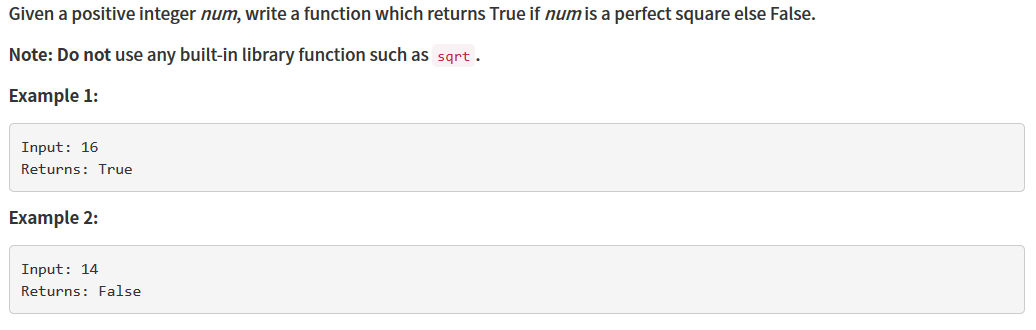 Given a positive integer num, write a function which returns True if num is a perfect square else False.
Note: Do not use any built-in library function such as sqrt .
Example 1:
Input: 16
Returns: True
Example 2:
Input: 14
Returns: False